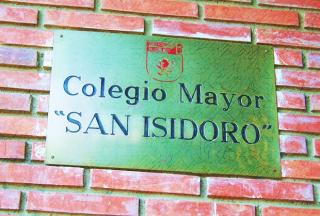 Colegio Mayor
"SAN ISIDORO"